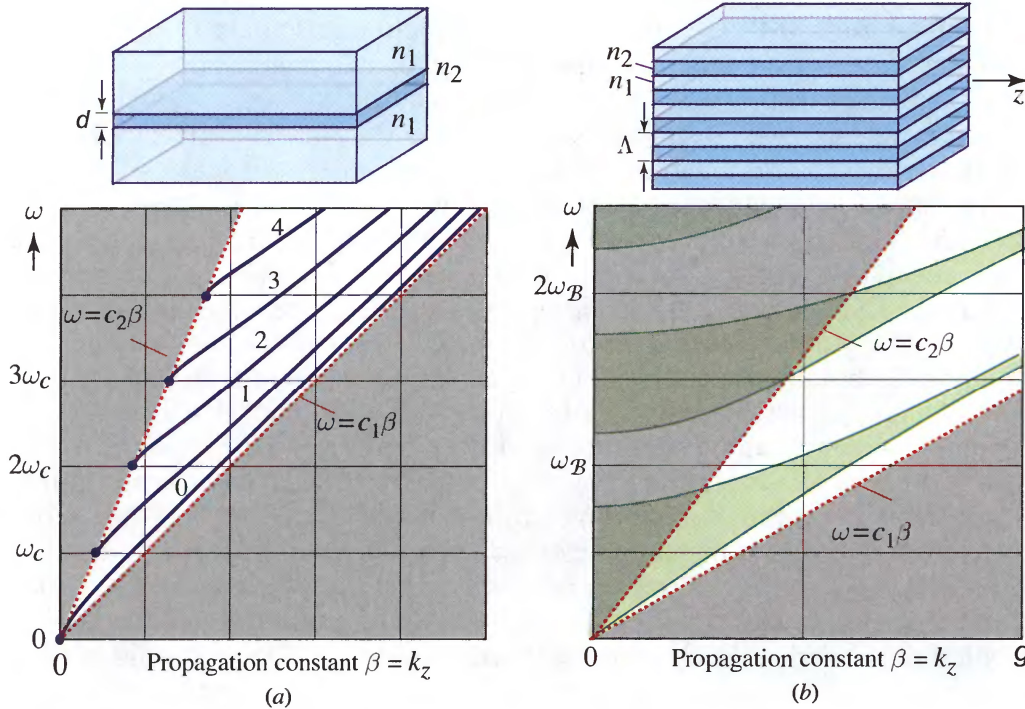 n1
n2
d
n1
n2
n1
z
Λ
ω
4
3
ω=c2β
2
3ωc
1
ω=c1β
2ωc
0
ωc
0
0
Propagation constant β = kz
(a)
ω
2ωB
ω=c2β
ωB
ω=c1β
0
0
Propagation constant β = kz
g
(b)